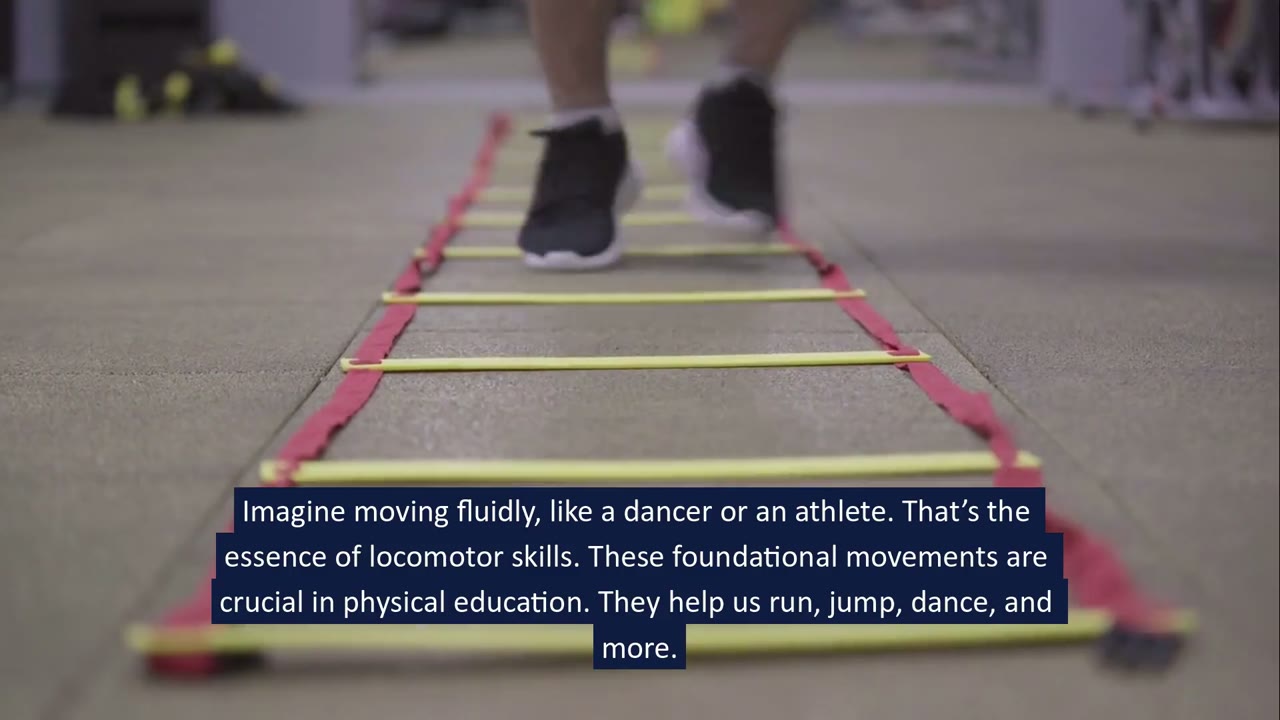 Imagine moving fluidly, like a dancer or an athlete. That’s the
essence of locomotor skills. These foundational movements are
crucial in physical education. They help us run, jump, dance, and
more.